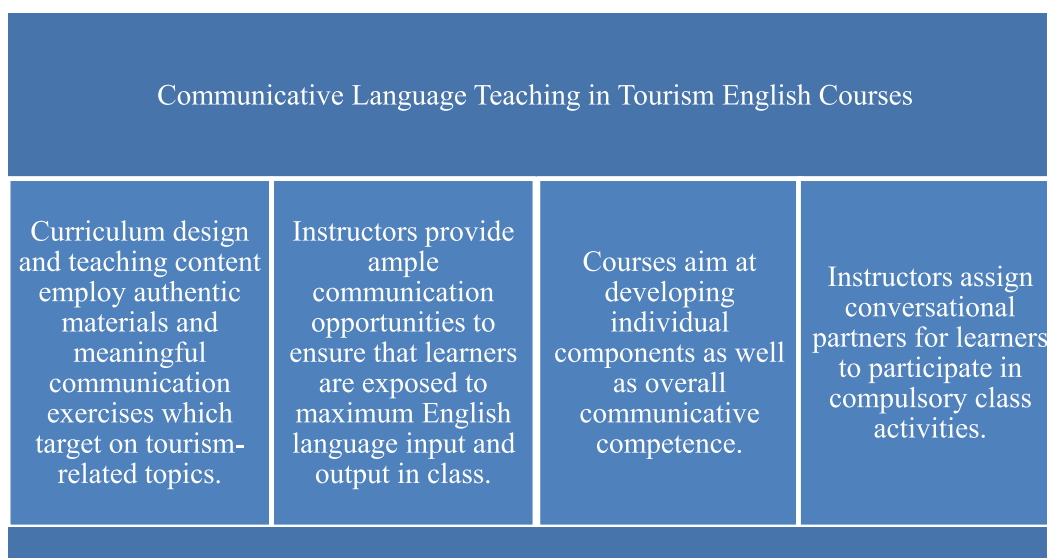 Communicative Language Teaching in Tourism English Courses
Curriculum design
and teaching content
employ authentic
materials and
meaningful
communication
exercises which
target on tourism-
related topics.
Instructors provide
ample
communication
opportunities to
ensure that learners
are exposed to
maximum English
language input and
output in class.
Courses aim at
developing
individual
components as well
as overall
communicative
competence.
Instructors assign
conversational
partners for learners
to participate in
compulsory class
activities.